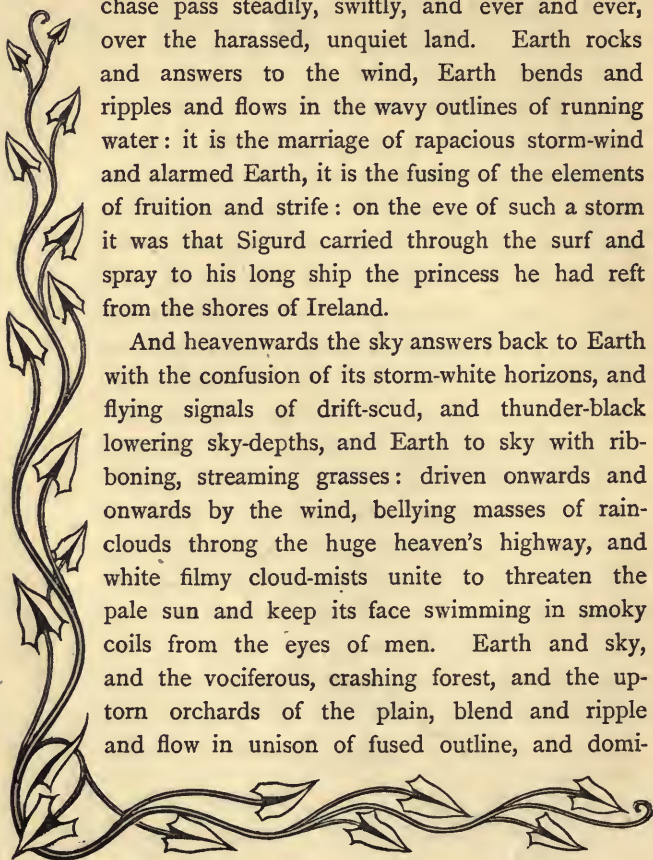 chase pass steadily, swiftly, and ever and ever,
over the harassed, unquiet land. Earth rocks
and answers to the wind, Earth bends and
ripples and flows in the wavy outlines of running
water: it is the marriage of rapacious storm-wind
and alarmed Earth, it is the fusing of the elements
of fruition and strife: on the eve of such a storm
it was that Sigurd carried through the surf and
spray to his long ship the princess he had reft
from the shores of Ireland.
And heavenwards the sky answers back to Earth
with the confusion of its storm-white horizons, and
flying signals of drift-scud, and thunder-black
lowering sky-depths, and Earth to sky with rib-
boning, streaming grasses: driven onwards and
onwards by the wind, bellying masses of rain-
clouds throng the huge heaven's highway, and
white filmy cloud-mists unite to threaten the
pale sun and keep its face swimming in smoky
coils from the eyes of men. Earth and sky,
and the vociferous, crashing forest, and the up-
torn orchards of the plain, blend and ripple
and flow in unison of fused outline, and domi-